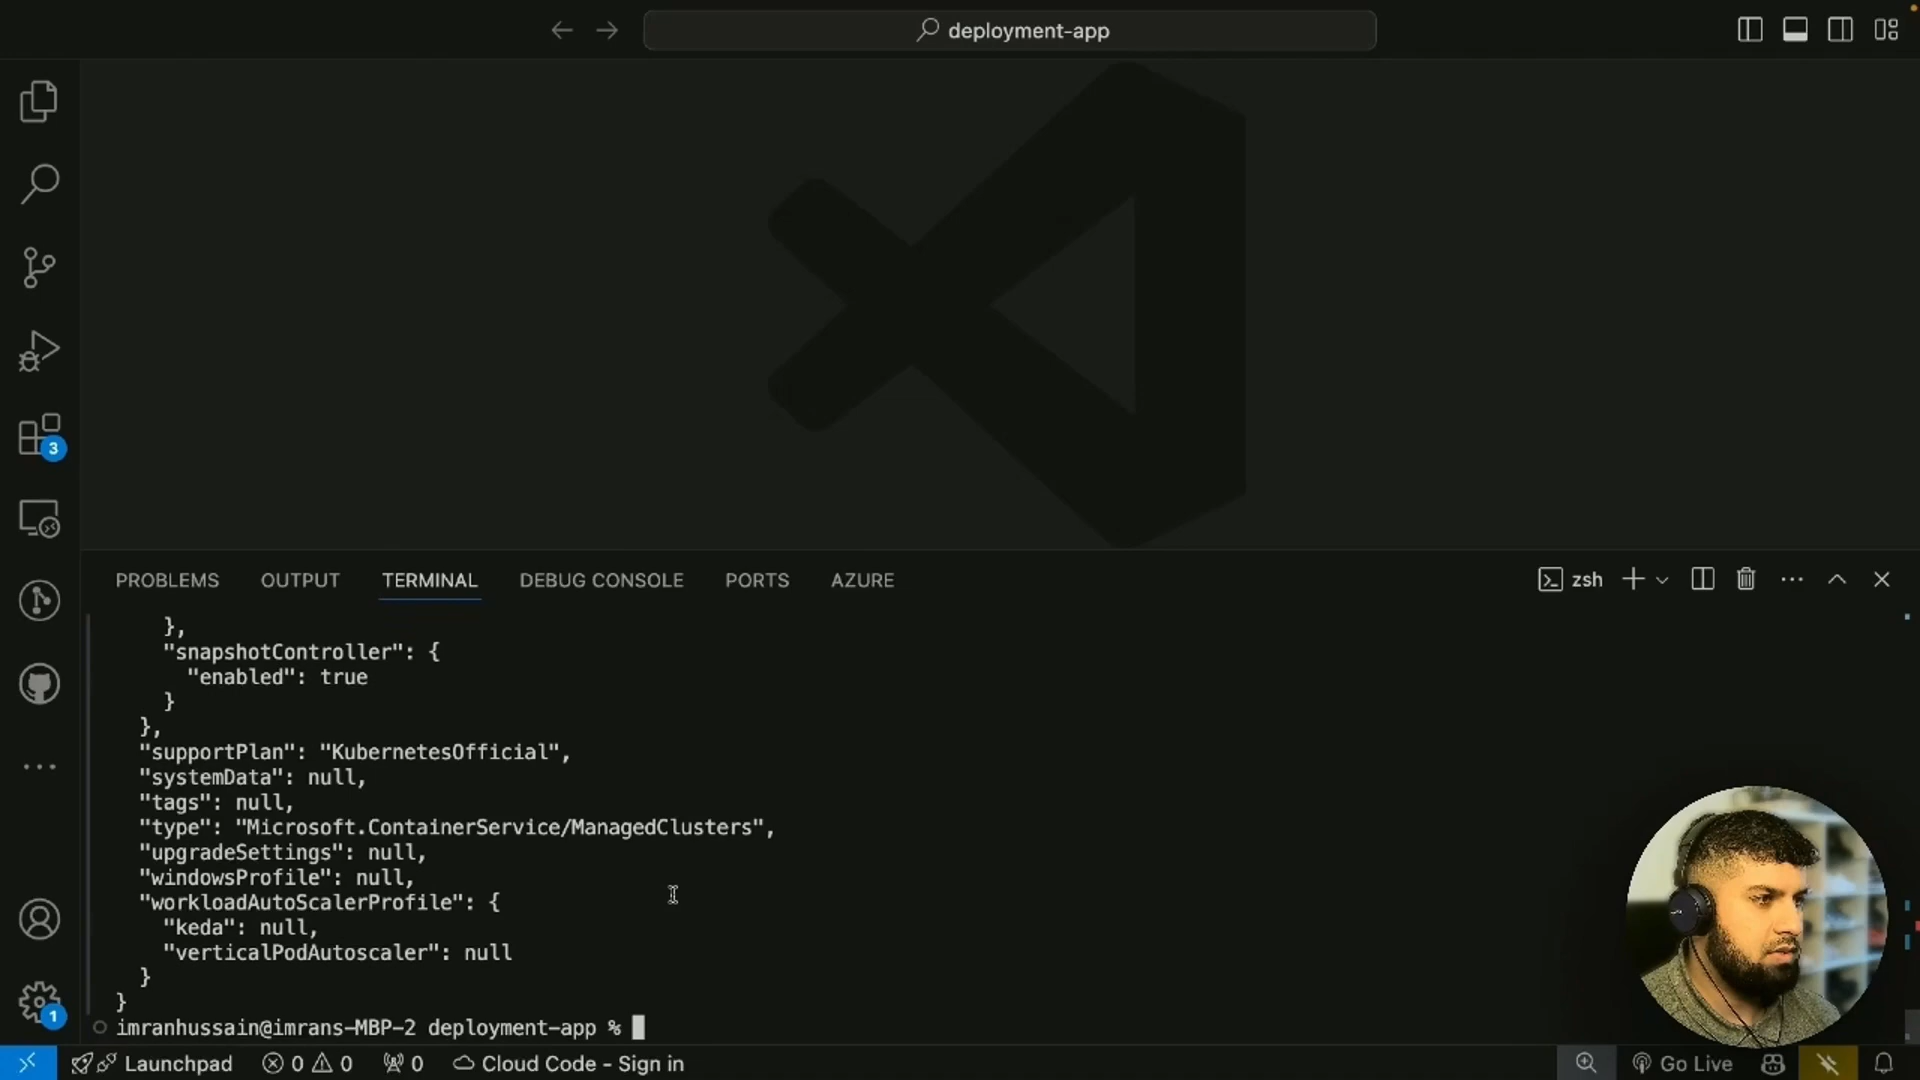 deployment-app
3
PROBLEMS OUTPUT TERMINAL DEBUG CONSOLE PORTS AZURE
zsh
},
"snapshotController": {
"enabled": true
}
},
"supportPlan": "KubernetesOfficial",
"systemData": null,
"tags": null,
"type": "Microsoft.ContainerService/ManagedClusters",
"upgradeSettings": null,
"windowsProfile": null,
"workloadAutoScalerProfile": {
"keda": null,
"verticalPodAutoscaler": null
}
}
imranhussain@imrans-MBP-2 deployment-app %
1
Launchpad 0 0 0 Cloud Code - Sign in Go Live